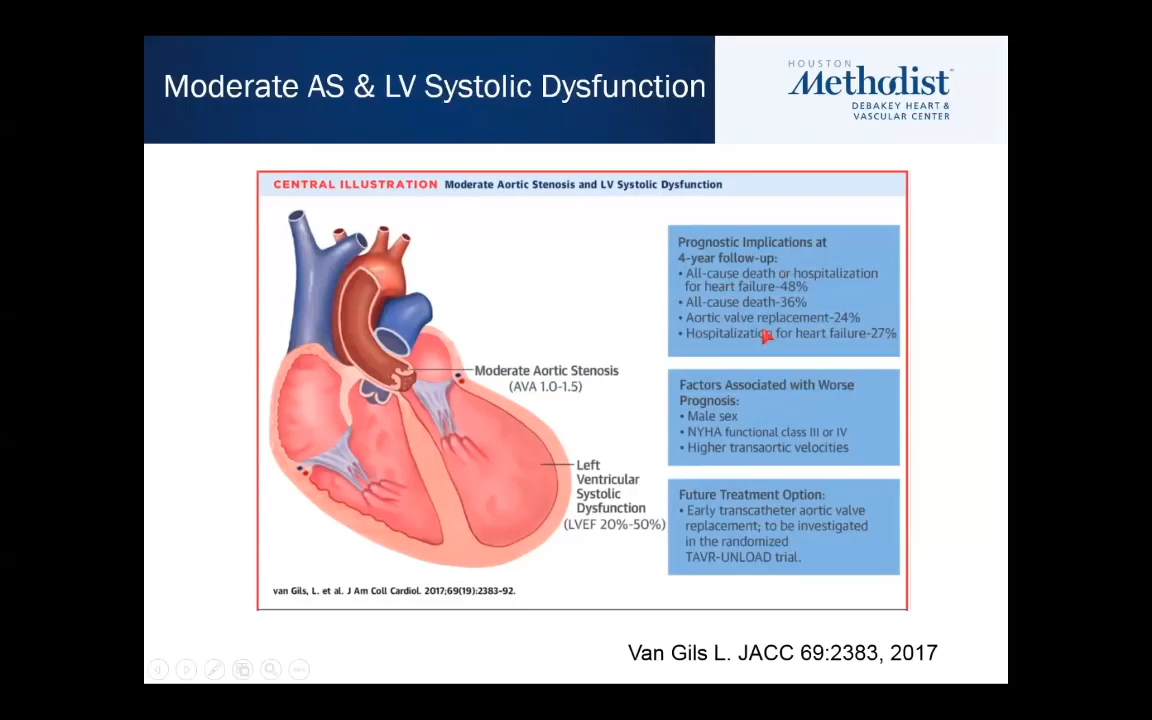 Moderate AS & LV Systolic Dysfunction
HOUSTON
Methodist
DEBAKEY HEART &
VASCULAR CENTER
CENTRAL ILLUSTRATION Moderate Aortic Stenosis and LV Systolic Dysfunction
Moderate Aortic Stenosis
(AVA 1.0-1.5)
Left
Ventricular
Systolic
Dysfunction
(LVEF 20%-50%)
Prognostic Implications at
4-year follow-up:
• All-cause death or hospitalization
for heart failure-48%
• All-cause death-36%
• Aortic valve replacement-24%
• Hospitalization for heart failure-27%
Factors Associated with Worse
Prognosis:
• Male sex
• NYHA functional class III or IV
• Higher transaortic velocities
Future Treatment Option:
• Early transcatheter aortic valve
replacement; to be investigated
in the randomized
TAVR-UNLOAD trial.
van Gils, L. et al. J Am Coll Cardiol. 2017;69(19):2383-92.
Van Gils L. JACC 69:2383, 2017